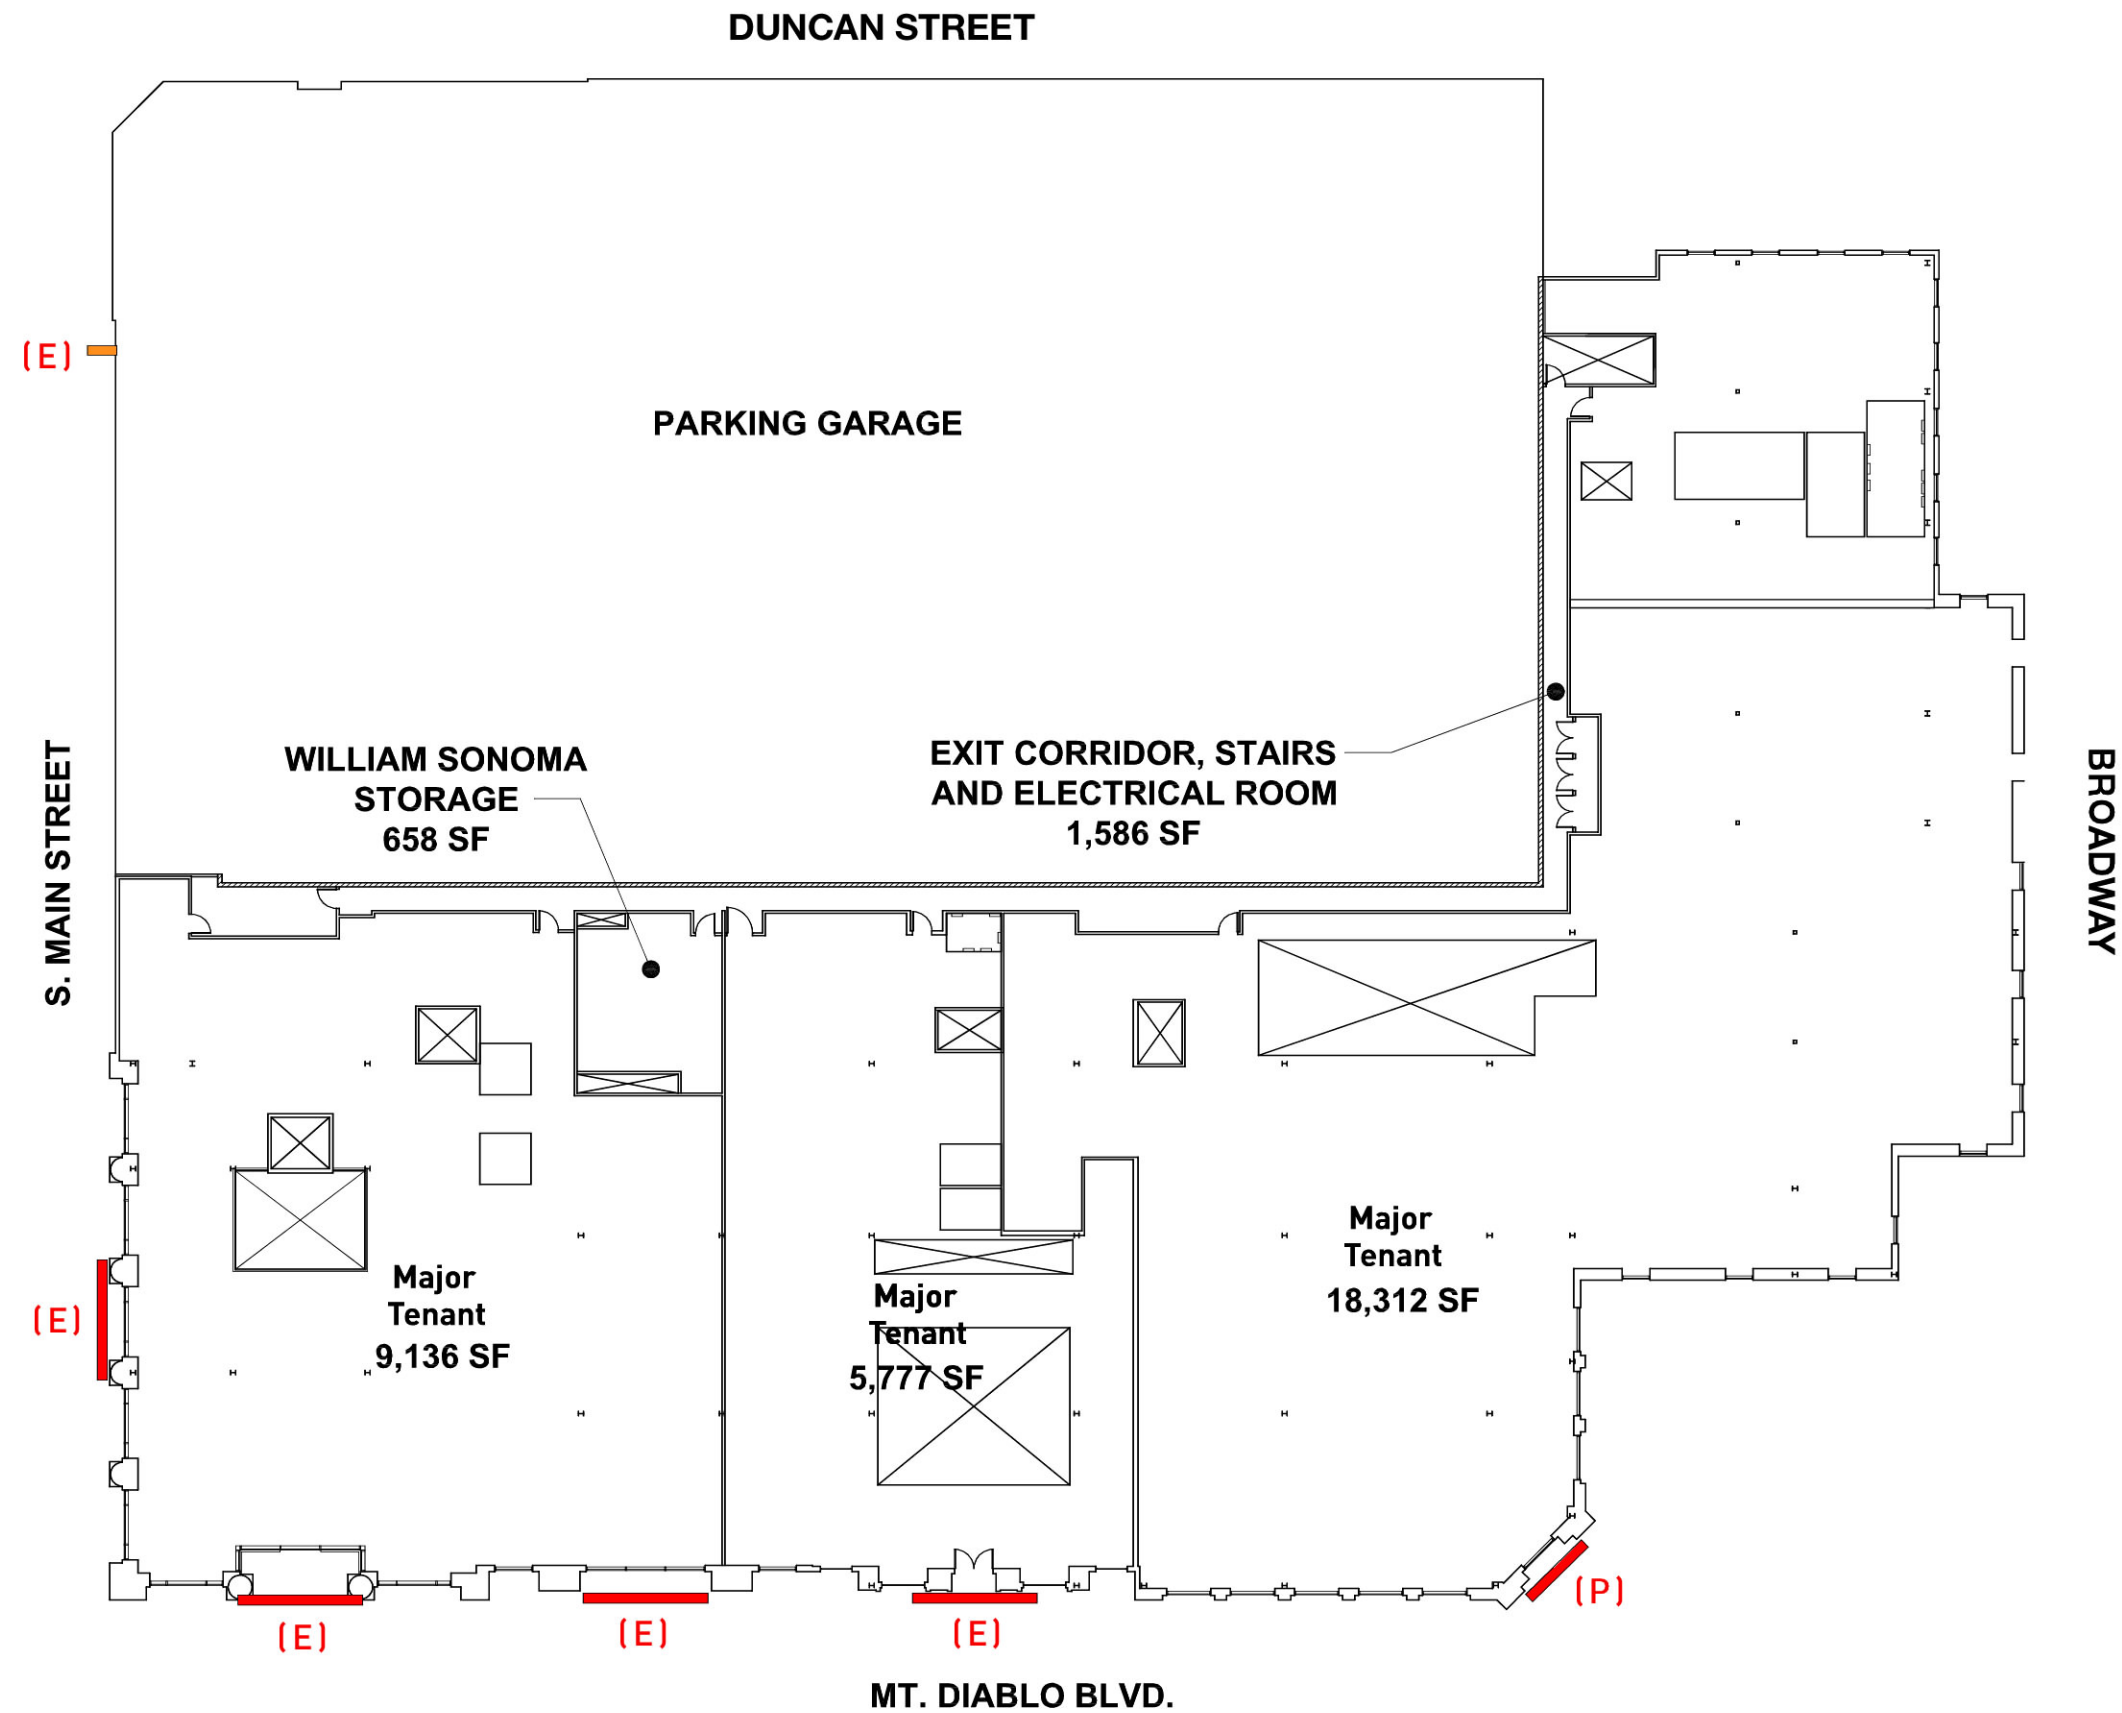 DUNCAN STREET
(E)
PARKING GARAGE
S. MAIN STREET
WILLIAM SONOMA
STORAGE
658 SF
EXIT CORRIDOR, STAIRS
AND ELECTRICAL ROOM
1,586 SF
BROADWAY
(E)
Major
Tenant
9,136 SF
Major
Tenant
5,777 SF
Major
Tenant
18,312 SF
(E)
(E)
(E)
(P)
MT. DIABLO BLVD.